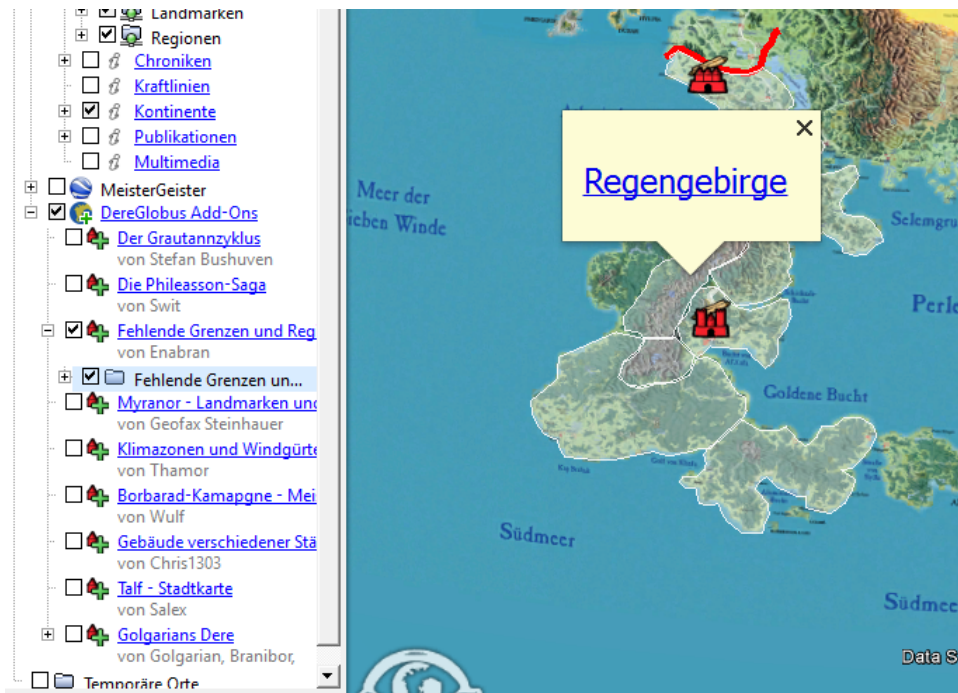 Landmarken
Regionen
Chroniken
Kraftlinien
Kontinente
Publikationen
Multimedia
MeisterGeister
DereGlobus Add-Ons
Der Grautannzyklus
von Stefan Bushuven
Die Phileasson-Saga
von Swit
Fehlende Grenzen und Reg
von Enabran
Fehlende Grenzen un...
Myranor - Landmarken und
von Geofax Steinhauer
Klimazonen und Windgürte
von Thamor
Borbarad-Kamapgne - Mei
von Wulf
Gebäude verschiedener Stä
von Chris1303
Talf - Stadtkarte
von Salex
Golgarians Dere
von Golgarian, Branibor,
Temporäre Orte
Regengebirge
Meer der
ieben Winde
Selemgru
Perle
Goldene Bucht
Südmeer
Südmee
Data S